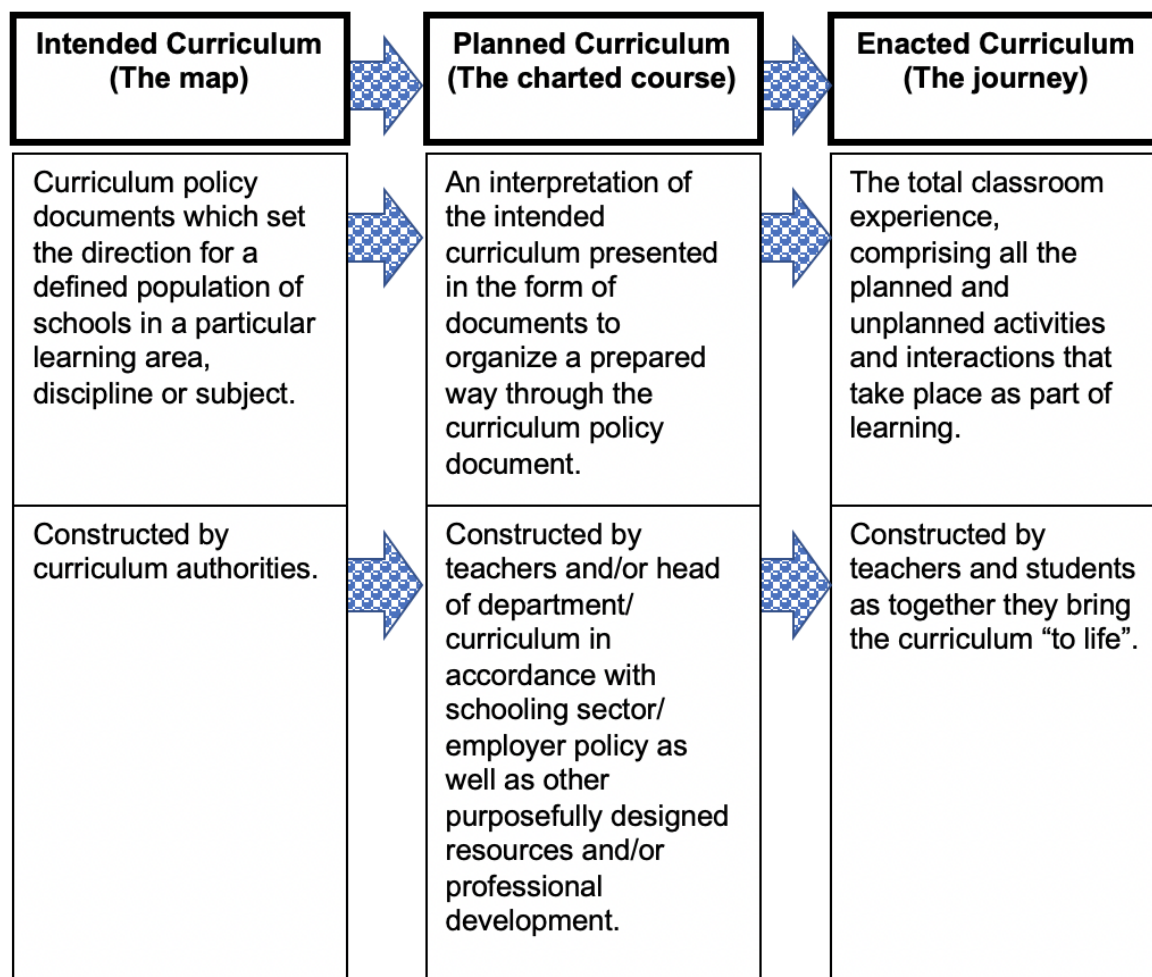 Intended Curriculum
(The map)
Planned Curriculum
(The charted course)
Enacted Curriculum
(The journey)
Curriculum policy
documents which set
the direction for a
defined population of
schools in a particular
learning area,
discipline or subject.
An interpretation of
the intended
curriculum presented
in the form of
documents to
organize a prepared
way through the
curriculum policy
document.
The total classroom
experience,
comprising all the
planned and
unplanned activities
and interactions that
take place as part of
learning.
Constructed by
curriculum authorities.
Constructed by
teachers and/or head
of department/
curriculum in
accordance with
schooling sector/
employer policy as
well as other
purposefully designed
resources and/or
professional
development.
Constructed by
teachers and students
as together they bring
the curriculum “to life”.